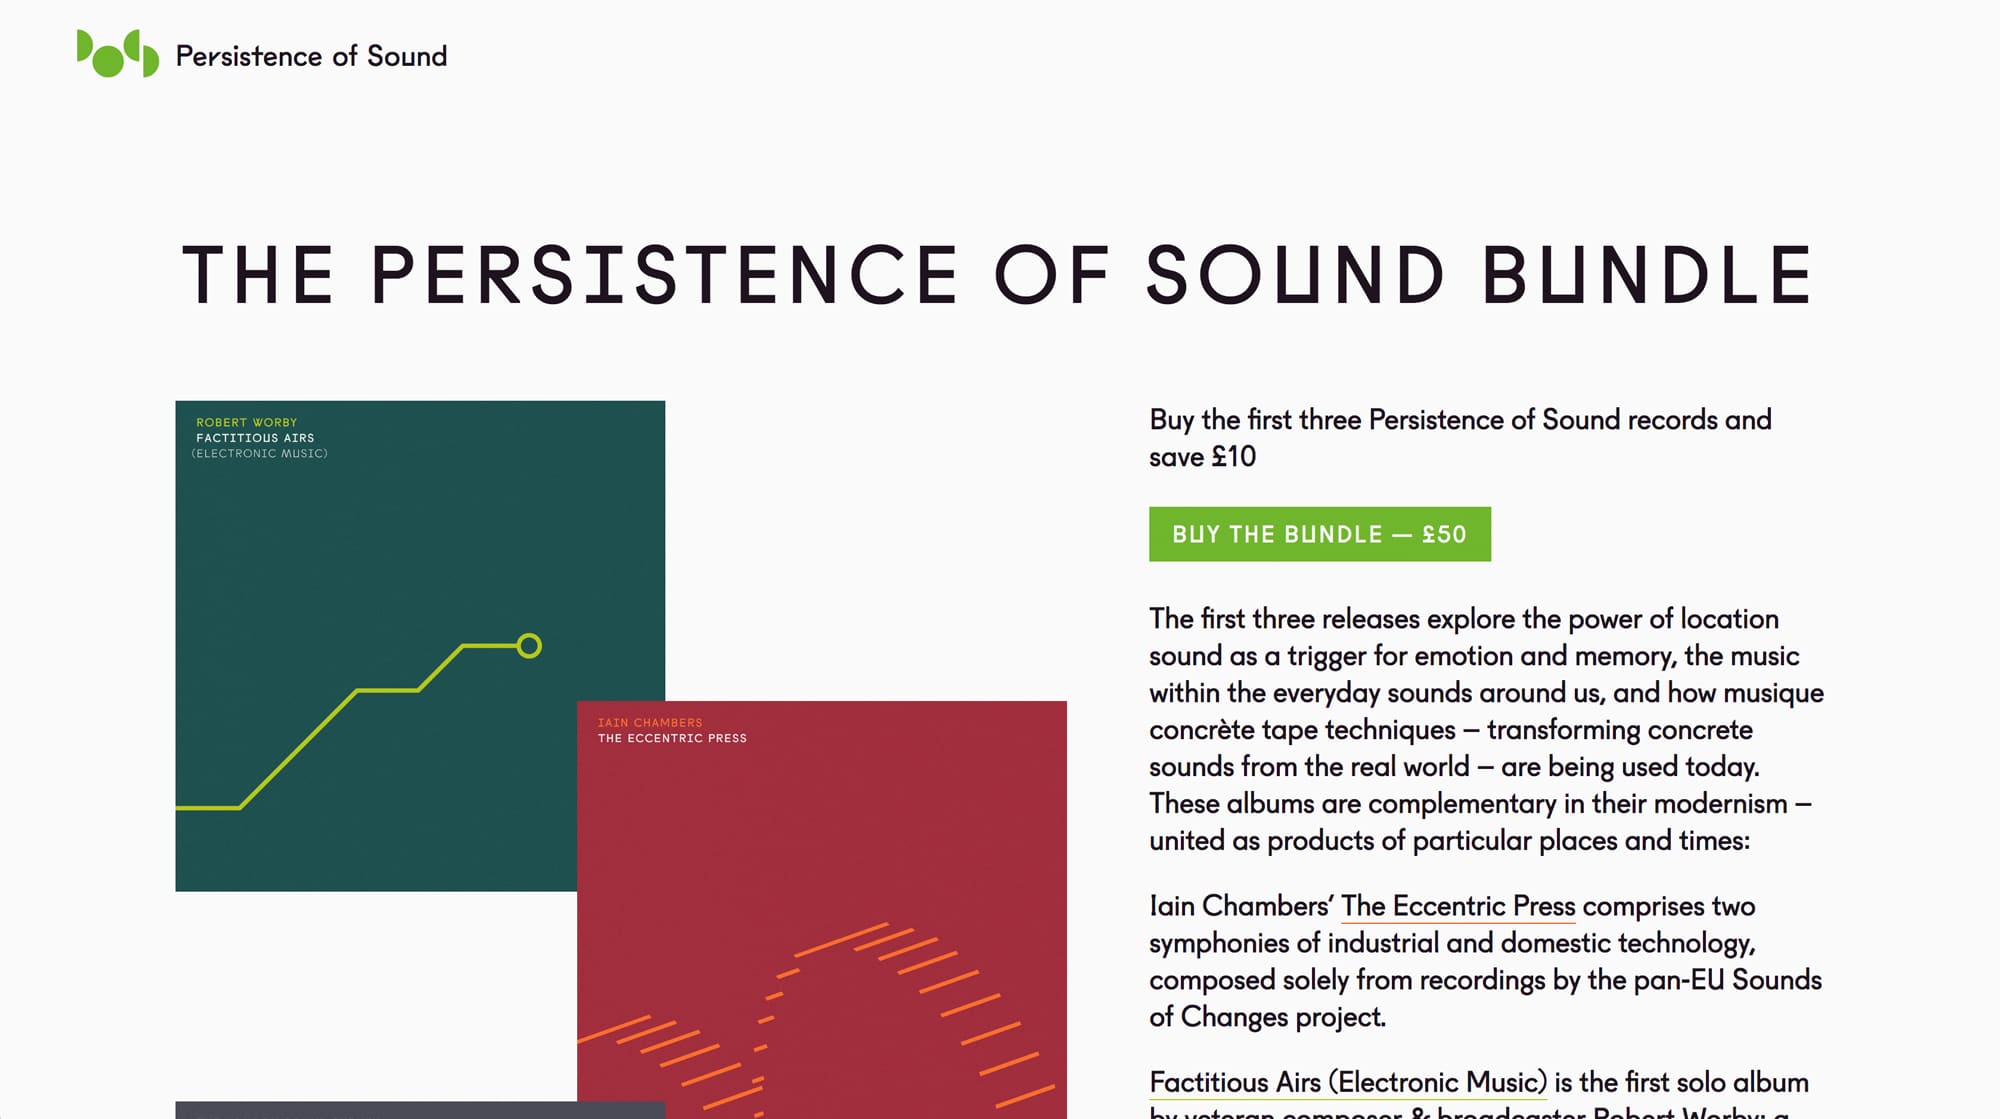 Persistence of Sound
THE PERSISTENCE OF SOUND BUNDLE
ROBERT WORBY
FACTITIOUS AIRS
(ELECTRONIC MUSIC)
IAIN CHAMBERS
THE ECCENTRIC PRESS
Buy the first three Persistence of Sound records and
save £10
BUY THE BUNDLE — £50
The first three releases explore the power of location
sound as a trigger for emotion and memory, the music
within the everyday sounds around us, and how musique
concrète tape techniques – transforming concrete
sounds from the real world – are being used today.
These albums are complementary in their modernism –
united as products of particular places and times:
Iain Chambers’ The Eccentric Press comprises two
symphonies of industrial and domestic technology,
composed solely from recordings by the pan-EU Sounds
of Changes project.
Factitious Airs (Electronic Music) is the first solo album
by veteran composer & broadcaster Robert Worby: a